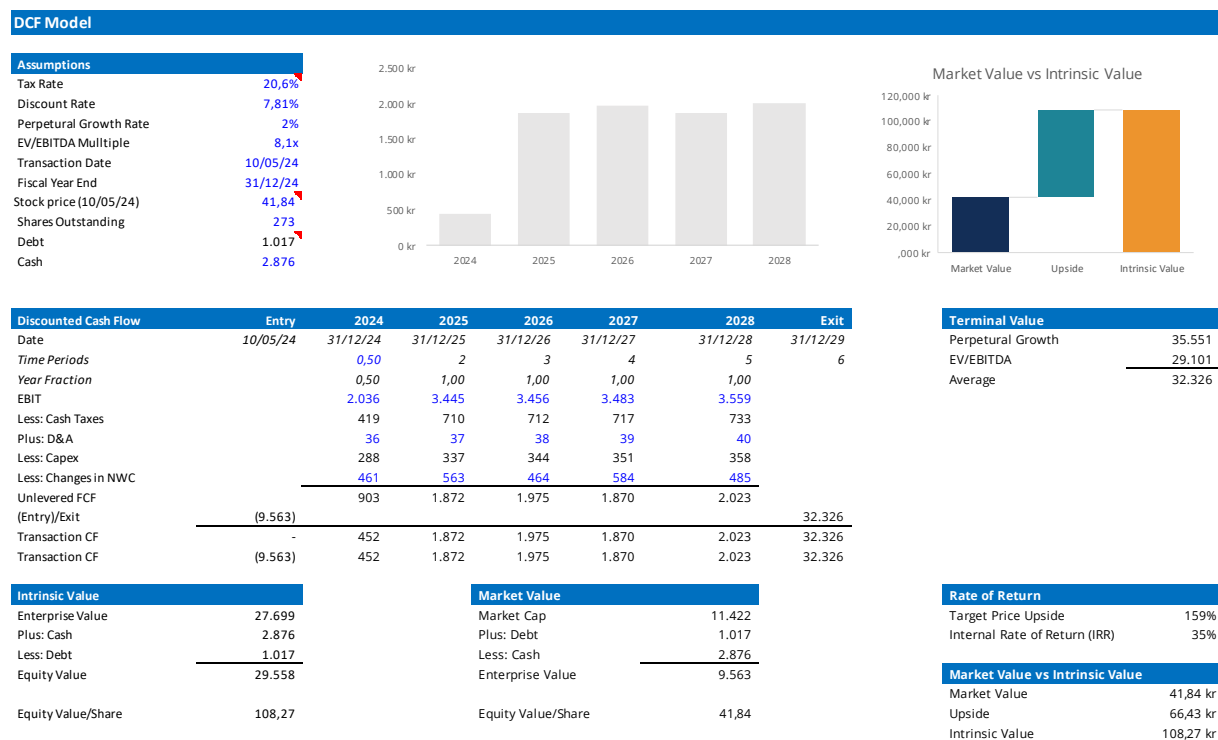 DCF Model
Assumptions
Tax Rate 20,6%
Discount Rate 7,81%
Perpetural Growth Rate 2%
EV/EBITDA Mulltiple 8,1x
Transaction Date 10/05/24
Fiscal Year End 31/12/24
Stock price (10/05/24) 41,84
Shares Outstanding 273
Debt 1.017
Cash 2.876
2.500 kr
2.000 kr
1.500 kr
1.000 kr
500 kr
0 kr
2024 2025 2026 2027 2028
Market Value vs Intrinsic Value
120,000 kr
100,000 kr
80,000 kr
60,000 kr
40,000 kr
20,000 kr
,000 kr
Market Value Upside Intrinsic Value
Discounted Cash Flow Entry 2024 2025 2026 2027 2028 Exit
Date 10/05/24 31/12/24 31/12/25 31/12/26 31/12/27 31/12/28 31/12/29
Time Periods 0,50 2 3 4 5 6
Year Fraction 0,50 1,00 1,00 1,00 1,00
EBIT 2.036 3.445 3.456 3.483 3.559
Less: Cash Taxes 419 710 712 717 733
Plus: D&A 36 37 38 39 40
Less: Capex 288 337 344 351 358
Less: Changes in NWC 461 563 464 584 485
Unlevered FCF 903 1.872 1.975 1.870 2.023
(Entry)/Exit (9.563) 32.326
Transaction CF - 452 1.872 1.975 1.870 2.023 32.326
Transaction CF (9.563) 452 1.872 1.975 1.870 2.023 32.326
Terminal Value
Perpetural Growth 35.551
EV/EBITDA 29.101
Average 32.326
Intrinsic Value
Enterprise Value 27.699
Plus: Cash 2.876
Less: Debt 1.017
Equity Value 29.558
Equity Value/Share 108,27
Market Value
Market Cap 11.422
Plus: Debt 1.017
Less: Cash 2.876
Enterprise Value 9.563
Equity Value/Share 41,84
Rate of Return
Target Price Upside 159%
Internal Rate of Return (IRR) 35%
Market Value vs Intrinsic Value
Market Value 41,84 kr
Upside 66,43 kr
Intrinsic Value 108,27 kr